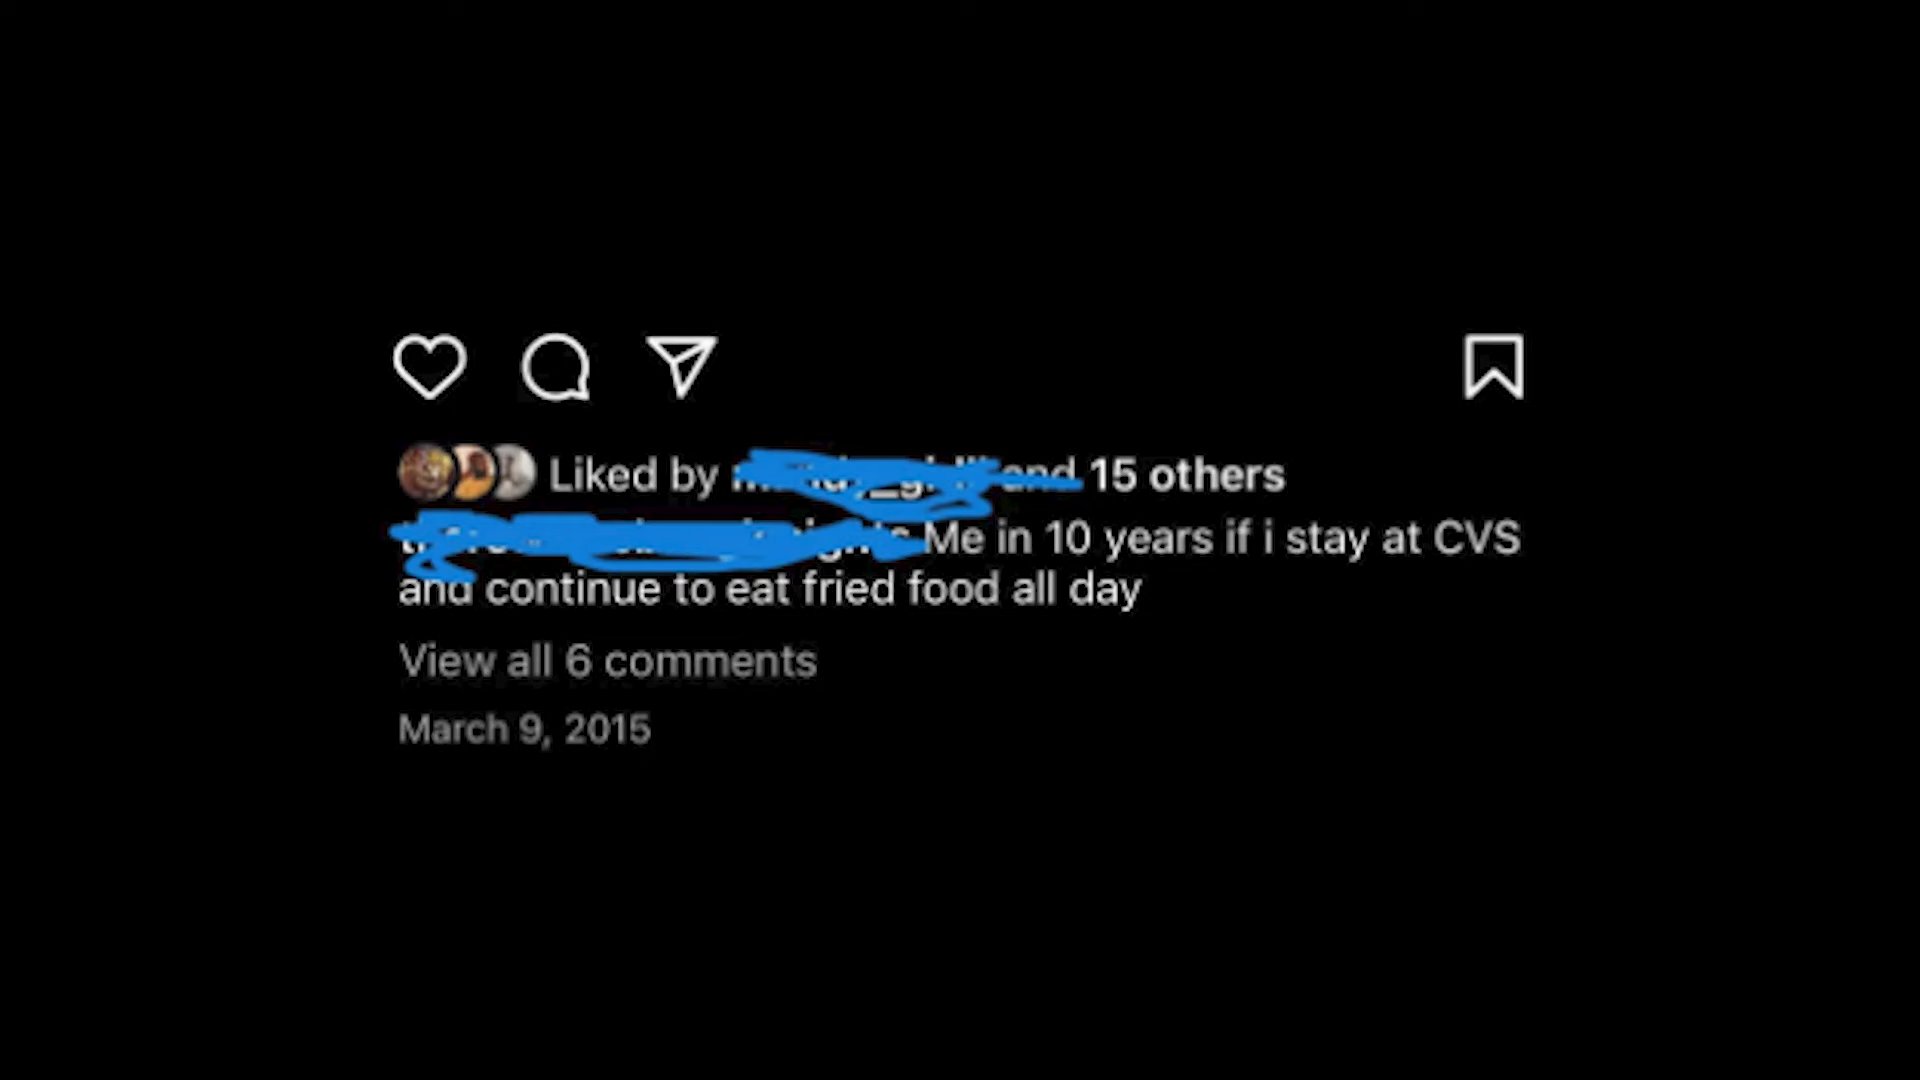 Liked by and 15 others
Me in 10 years if i stay at CVS
and continue to eat fried food all day
View all 6 comments
March 9, 2015